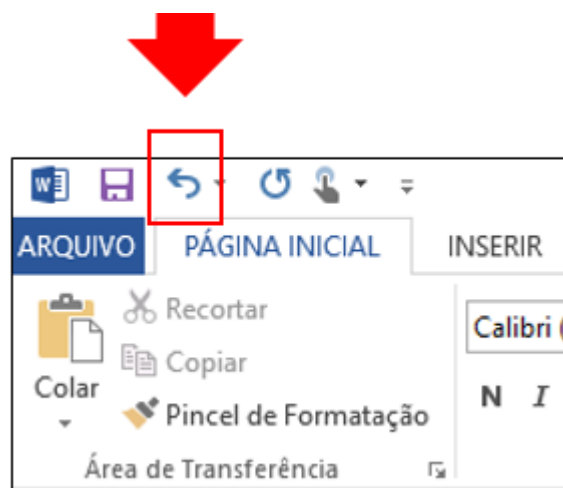 ARQUIVO PÁGINA INICIAL INSERIR
Recortar
Copiar
Colar
Pincel de Formatação
Área de Transferência
Calibri (
N I